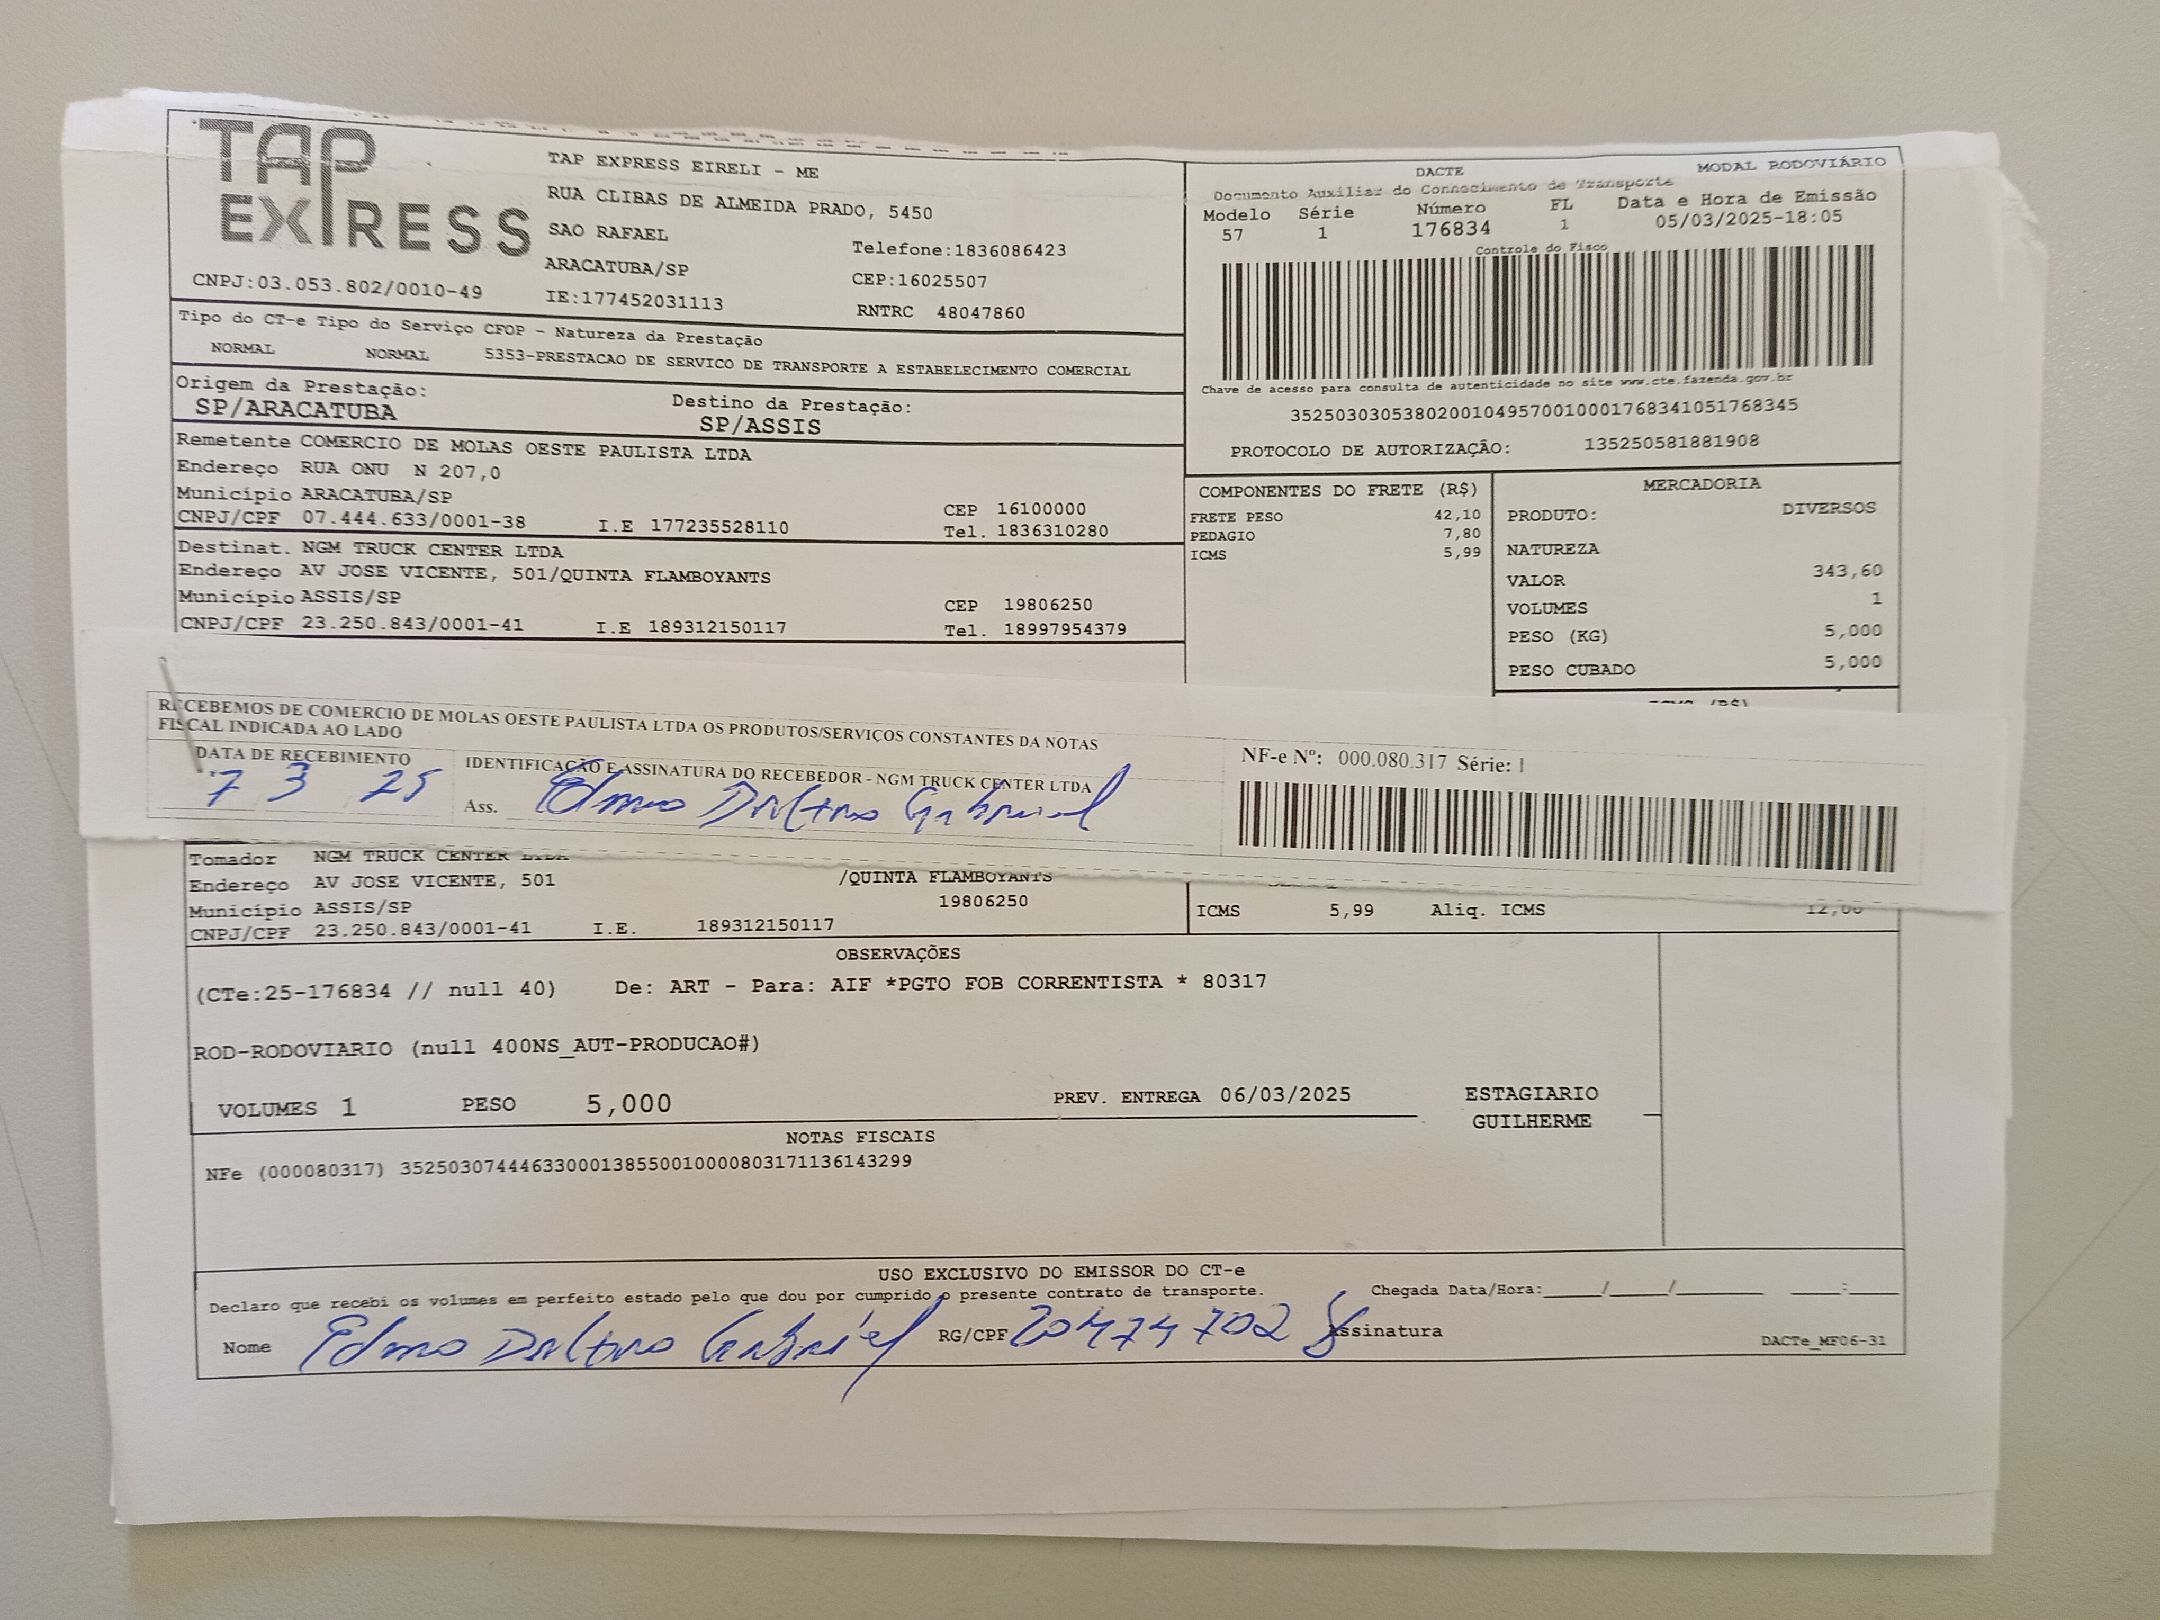 TAP
EXPRESS
CNPJ:03.053.802/0010-49
TAP EXPRESS EIRELI - ME
RUA CLIBAS DE ALMEIDA PRADO, 5450
SAO RAFAEL
Telefone:1836086423
ARACATUBA/SP
CEP:16025507
IE:177452031113
RNTRC 48047860
DACTE
MODAL RODOVIÁRIO
Documento Auxiliar do Conhecimento de Transporte
Modelo Série Número FL Data e Hora de Emissão
57 1 176834 1 05/03/2025-18:05
Controle do Fisco
Chave de acesso para consulta de autenticidade no site www.cte.fazenda.gov.br
35250303053802001049570010001768341051768345
PROTOCOLO DE AUTORIZAÇÃO: 135250581881908
Tipo do CT-e Tipo do Serviço CFOP - Natureza da Prestação
NORMAL NORMAL 5353-PRESTACAO DE SERVICO DE TRANSPORTE A ESTABELECIMENTO COMERCIAL
Origem da Prestação: Destino da Prestação:
SP/ARACATUBA SP/ASSIS
Remetente COMERCIO DE MOLAS OESTE PAULISTA LTDA
Endereço RUA ONU N 207,0
Município ARACATUBA/SP CEP 16100000
CNPJ/CPF 07.444.633/0001-38 I.E 177235528110 Tel. 1836310280
Destinat. NGM TRUCK CENTER LTDA
Endereço AV JOSE VICENTE, 501/QUINTA FLAMBOYANTS
Município ASSIS/SP CEP 19806250
CNPJ/CPF 23.250.843/0001-41 I.E 189312150117 Tel. 18997954379
COMPONENTES DO FRETE (R$)
FRETE PESO 42,10
PEDAGIO 7,80
ICMS 5,99
MERCADORIA
PRODUTO: DIVERSOS
NATUREZA
VALOR 343,60
VOLUMES 1
PESO (KG) 5,000
PESO CUBADO 5,000
RECEBEMOS DE COMERCIO DE MOLAS OESTE PAULISTA LTDA OS PRODUTOS/SERVIÇOS CONSTANTES DA NOTAS
FISCAL INDICADA AO LADO
DATA DE RECEBIMENTO
7 3 25
IDENTIFICAÇÃO E ASSINATURA DO RECEBEDOR - NGM TRUCK CENTER LTDA
Ass. Gabriel
NF-e Nº: 000.080.317 Série: 1
Tomador NGM TRUCK CENTER
Endereço AV JOSE VICENTE, 501 /QUINTA FLAMBOYANTS
Município ASSIS/SP 19806250
CNPJ/CPF 23.250.843/0001-41 I.E. 189312150117
ICMS 5,99 Aliq. ICMS 12,00
OBSERVAÇÕES
(CTe:25-176834 // null 40) De: ART - Para: AIF *PGTO FOB CORRENTISTA * 80317
ROD-RODOVIARIO (null 400NS_AUT-PRODUCAO#)
VOLUMES 1 PESO 5,000 PREV. ENTREGA 06/03/2025 ESTAGIARIO
GUILHERME
NOTAS FISCAIS
NFe (000080317) 35250307444633000138550010000803171136143299
USO EXCLUSIVO DO EMISSOR DO CT-e
Declaro que recebi os volumes em perfeito estado pelo que dou por cumprido o presente contrato de transporte. Chegada Data/Hora:____/____/______ ____:____
Nome Gabriel RG/CPF 20474702 8 Assinatura
DACTe_MF06-31